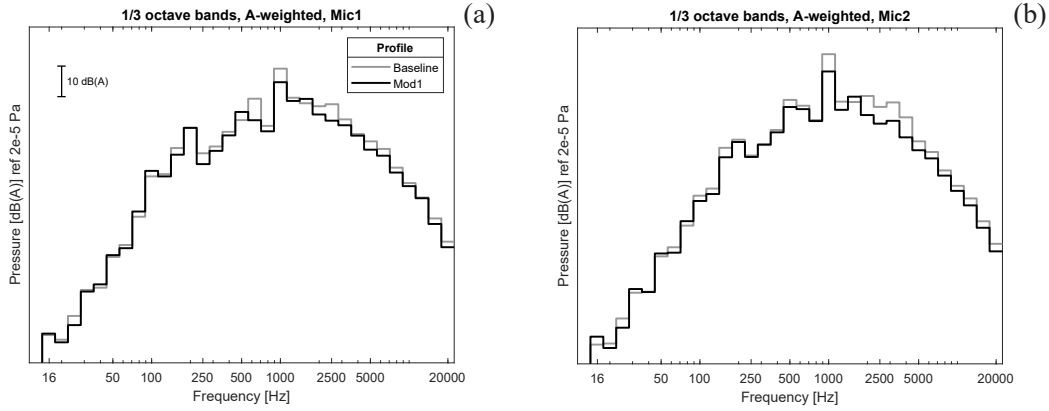 1/3 octave bands, A-weighted, Mic1
(a)
Profile
Baseline
Mod1
10 dB(A)
Pressure [dB(A)] ref 2e-5 Pa
16 50 100 250 500 1000 2500 5000 20000
Frequency [Hz]
1/3 octave bands, A-weighted, Mic2
(b)
Pressure [dB(A)] ref 2e-5 Pa
16 50 100 250 500 1000 2500 5000 20000
Frequency [Hz]